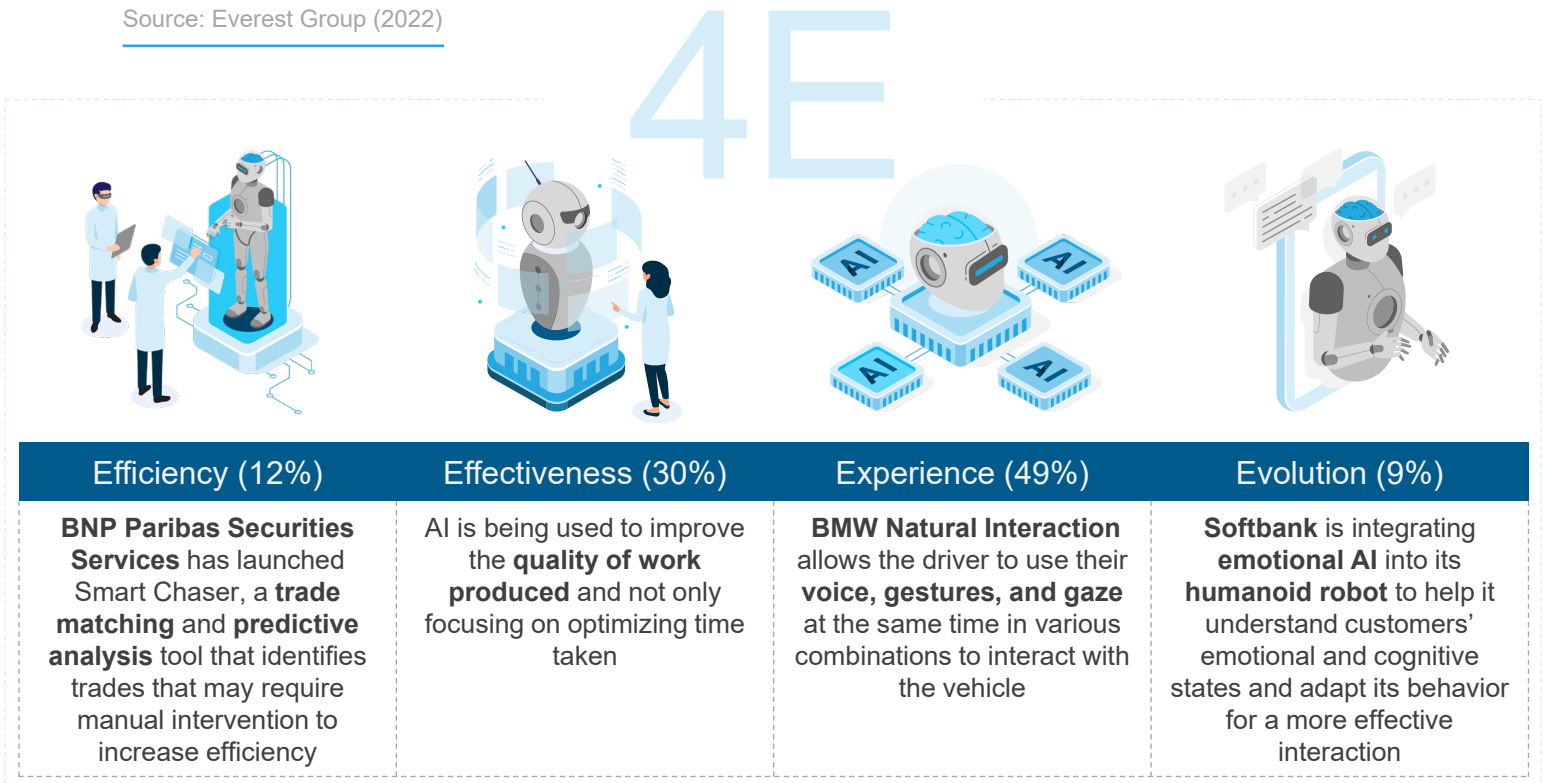 Source: Everest Group (2022)
4E
AI
AI
AI
AI
Efficiency (12%)
BNP Paribas Securities
Services has launched
Smart Chaser, a trade
matching and predictive
analysis tool that identifies
trades that may require
manual intervention to
increase efficiency
Effectiveness (30%)
AI is being used to improve
the quality of work
produced and not only
focusing on optimizing time
taken
Experience (49%)
BMW Natural Interaction
allows the driver to use their
voice, gestures, and gaze
at the same time in various
combinations to interact with
the vehicle
Evolution (9%)
Softbank is integrating
emotional AI into its
humanoid robot to help it
understand customers’
emotional and cognitive
states and adapt its behavior
for a more effective
interaction